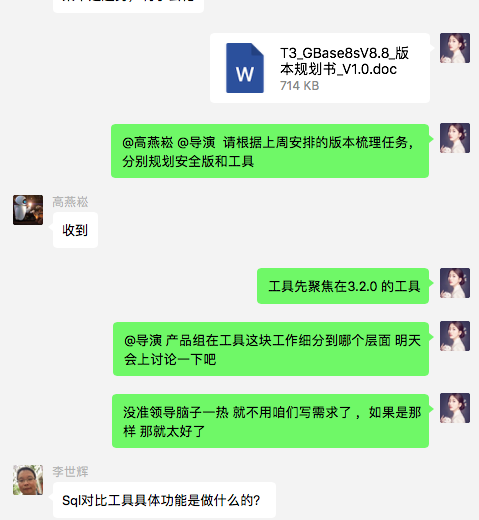 T3_GBase8sV8.8_版
本规划书_V1.0.doc
714 KB
W
@高燕崧 @导演 请根据上周安排的版本梳理任务，
分别规划安全版和工具
高燕崧
收到
工具先聚焦在3.2.0 的工具
@导演 产品组在工具这块工作细分到哪个层面 明天
会上讨论一下吧
没准领导脑子一热 就不用咱们写需求了 ，如果是那
样 那就太好了
李世辉
Sql对比工具具体功能是做什么的?